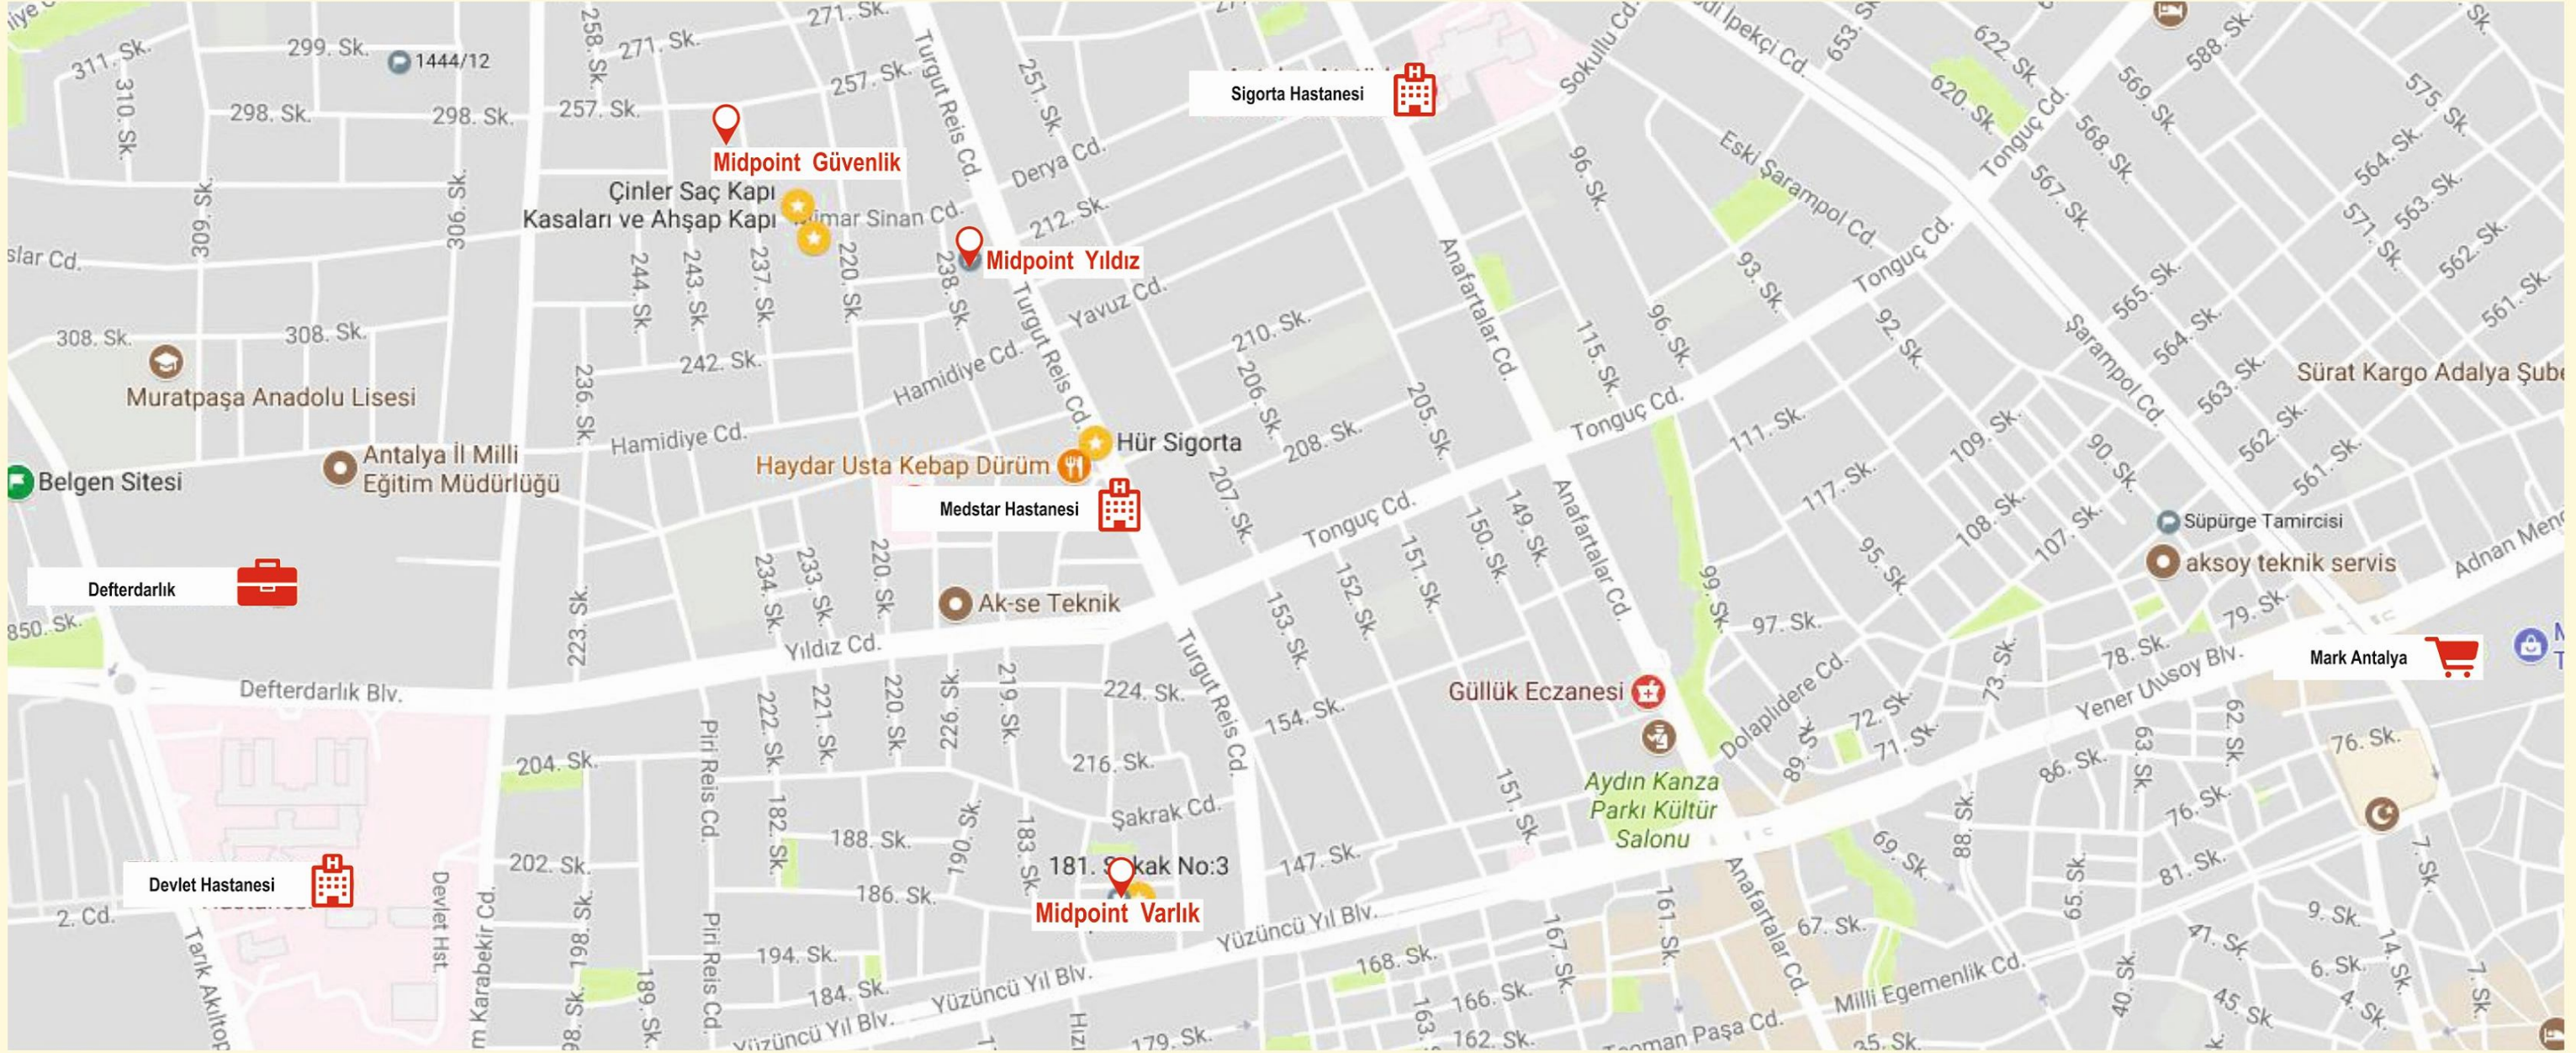 271. Sk.
258. Sk.
271. Sk.
299. Sk.
1444/12
311. Sk.
310. Sk.
257. Sk.
298. Sk.
298. Sk.
257. Sk.
Turgut Reis Cd.
251. Sk.
Sokullu Cd.
İpekçi Cd.
653. Sk.
622. Sk.
620. Sk.
588. Sk.
569. Sk.
568. Sk.
575. Sk.
Tonguç Cd.
Sigorta Hastanesi
Midpoint Güvenlik
Derya Cd.
Çinler Saç Kapı
Kasaları ve Ahşap Kapı
Mimar Sinan Cd.
212. Sk.
Midpoint Yıldız
309. Sk.
306. Sk.
244. Sk.
243. Sk.
237. Sk.
220. Sk.
238. Sk.
96. Sk.
Eski Şarampol Cd.
567. Sk.
564. Sk.
563. Sk.
571. Sk.
562. Sk.
561. Sk.
Anafartalar Cd.
93. Sk.
Tonguç Cd.
565. Sk.
Yavuz Cd.
Turgut Reis Cd.
210. Sk.
308. Sk.
308. Sk.
242. Sk.
Hamidiye Cd.
115. Sk.
96. Sk.
92. Sk.
Şarampol Cd.
564. Sk.
563. Sk.
Sürat Kargo Adalya Şube
Muratpaşa Anadolu Lisesi
236. Sk.
Hamidiye Cd.
206. Sk.
205. Sk.
Tonguç Cd.
111. Sk.
109. Sk.
90. Sk.
562. Sk.
561. Sk.
Hür Sigorta
208. Sk.
Haydar Usta Kebap Dürüm
Antalya İl Milli
Eğitim Müdürlüğü
Belgen Sitesi
Medstar Hastanesi
207. Sk.
Tonguç Cd.
150. Sk.
149. Sk.
Anafartalar Cd.
117. Sk.
108. Sk.
107. Sk.
Süpürge Tamircisi
aksoy teknik servis
95. Sk.
Defterdarlık
234. Sk.
233. Sk.
220. Sk.
Ak-se Teknik
223. Sk.
850. Sk.
153. Sk.
152. Sk.
151. Sk.
99. Sk.
97. Sk.
79. Sk.
78. Sk.
Mark Antalya
Yıldız Cd.
Defterdarlık Blv.
222. Sk.
221. Sk.
220. Sk.
226. Sk.
219. Sk.
224. Sk.
Turgut Reis Cd.
154. Sk.
Güllük Eczanesi
Dolaplıdere Cd.
72. Sk.
73. Sk.
71. Sk.
89. Sk.
Yener Ulusoy Blv.
62. Sk.
63. Sk.
76. Sk.
86. Sk.
204. Sk.
Piri Reis Cd.
216. Sk.
Aydın Kanza
Parkı Kültür
Salonu
151. Sk.
Şakrak Cd.
182. Sk.
188. Sk.
190. Sk.
183. Sk.
181. Sokak No:3
147. Sk.
76. Sk.
88. Sk.
69. Sk.
81. Sk.
7. Sk.
202. Sk.
Devlet Hastanesi
Devlet Hst.
186. Sk.
Midpoint Varlık
65. Sk.
9. Sk.
2. Cd.
198. Sk.
Piri Reis Cd.
Yüzüncü Yıl Blv.
161. Sk.
Anafartalar Cd.
67. Sk.
167. Sk.
41. Sk.
14. Sk.
194. Sk.
168. Sk.
6. Sk.
7. Sk.
Milli Egemenlik Cd.
40. Sk.
189. Sk.
184. Sk.
Yüzüncü Yıl Blv.
166. Sk.
45. Sk.
4. Sk.
Yüzüncü Yıl Blv.
179. Sk.
162. Sk.